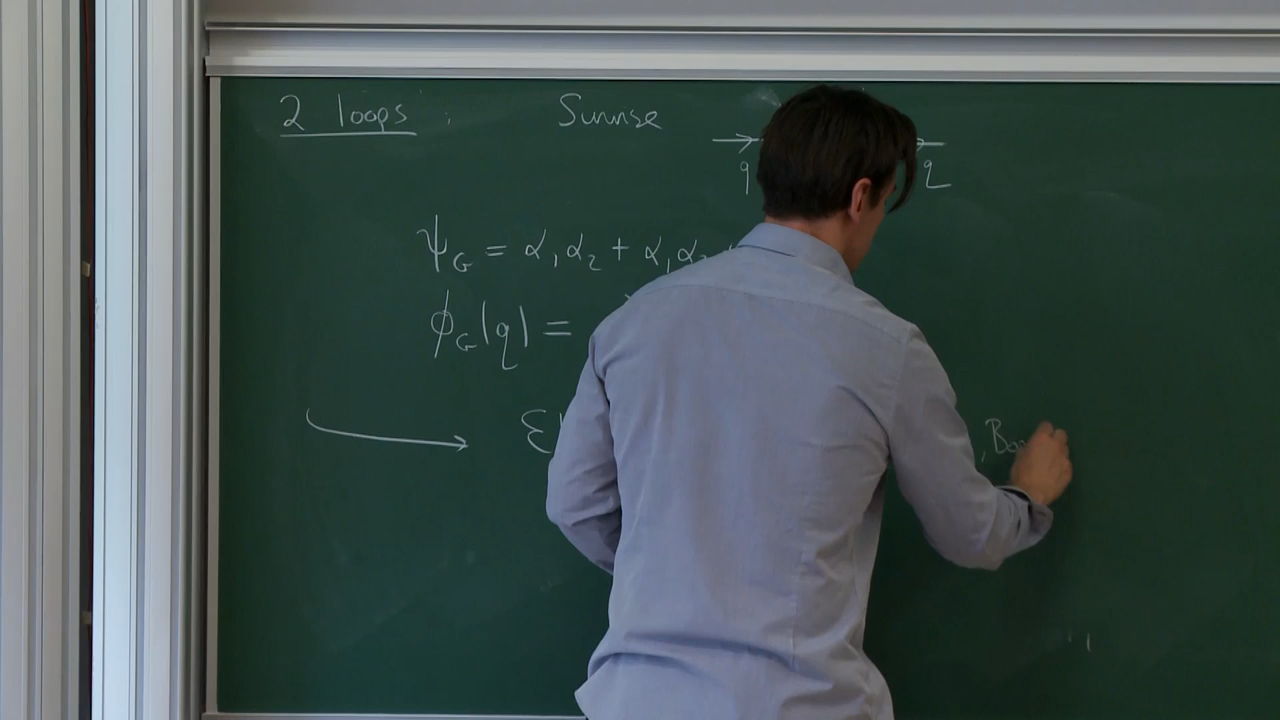 2 loops : Sunrise
q q
ψ_G = α₁α₂ + α₁α₂
ϕ_G(q) =